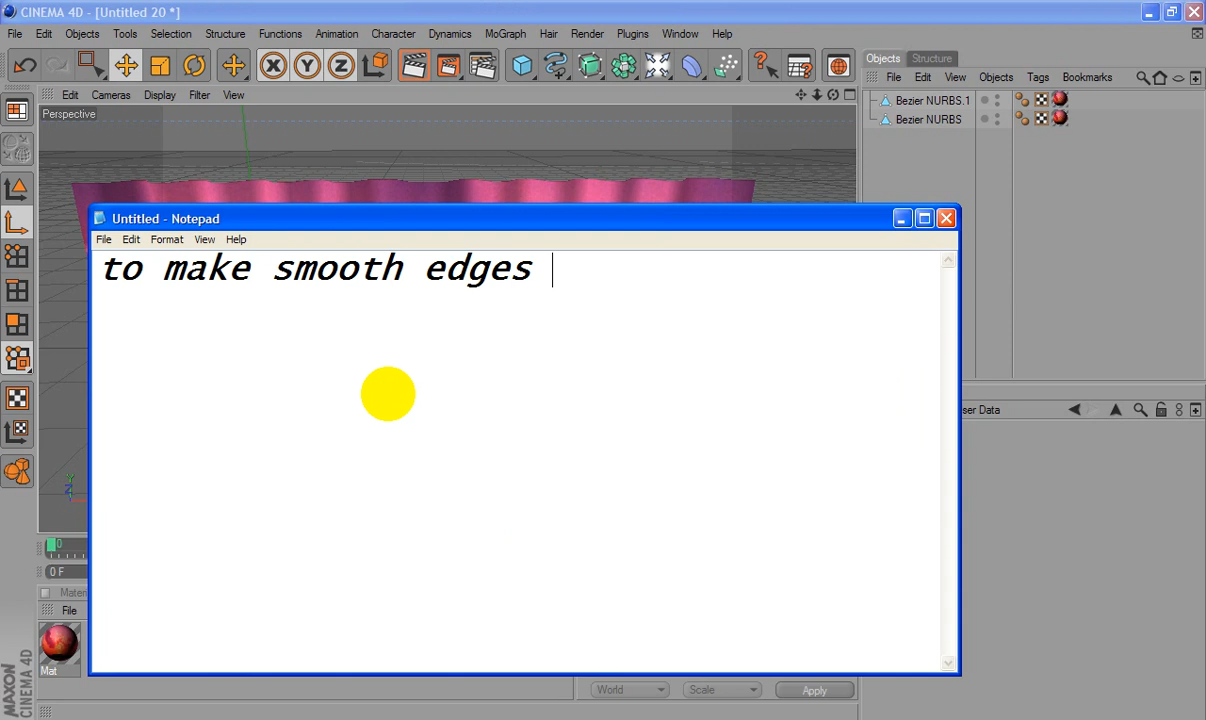 CINEMA 4D - [Untitled 20 *]
File Edit Objects Tools Selection Structure Functions Animation Character Dynamics MoGraph Hair Render Plugins Window Help
X Y Z
Objects Structure
File Edit View Objects Tags Bookmarks
Edit Cameras Display Filter View
Perspective
Bezier NURBS.1
Bezier NURBS
Untitled - Notepad
File Edit Format View Help
to make smooth edges
ser Data
Y
Z
0
0 F
Mater
File
Mat
World Scale Apply
MAXON
CINEMA 4D